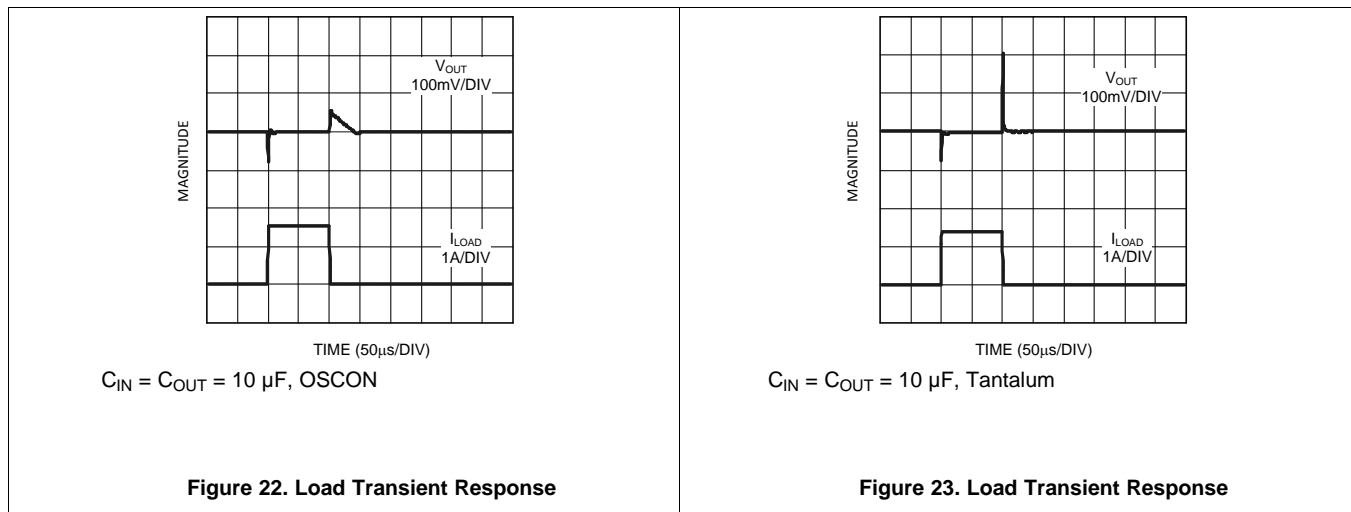 V_OUT
100mV/DIV
MAGNITUDE
I_LOAD
1A/DIV
TIME (50μs/DIV)
C_IN = C_OUT = 10 µF, OSCON
Figure 22. Load Transient Response
V_OUT
100mV/DIV
MAGNITUDE
I_LOAD
1A/DIV
TIME (50μs/DIV)
C_IN = C_OUT = 10 µF, Tantalum
Figure 23. Load Transient Response